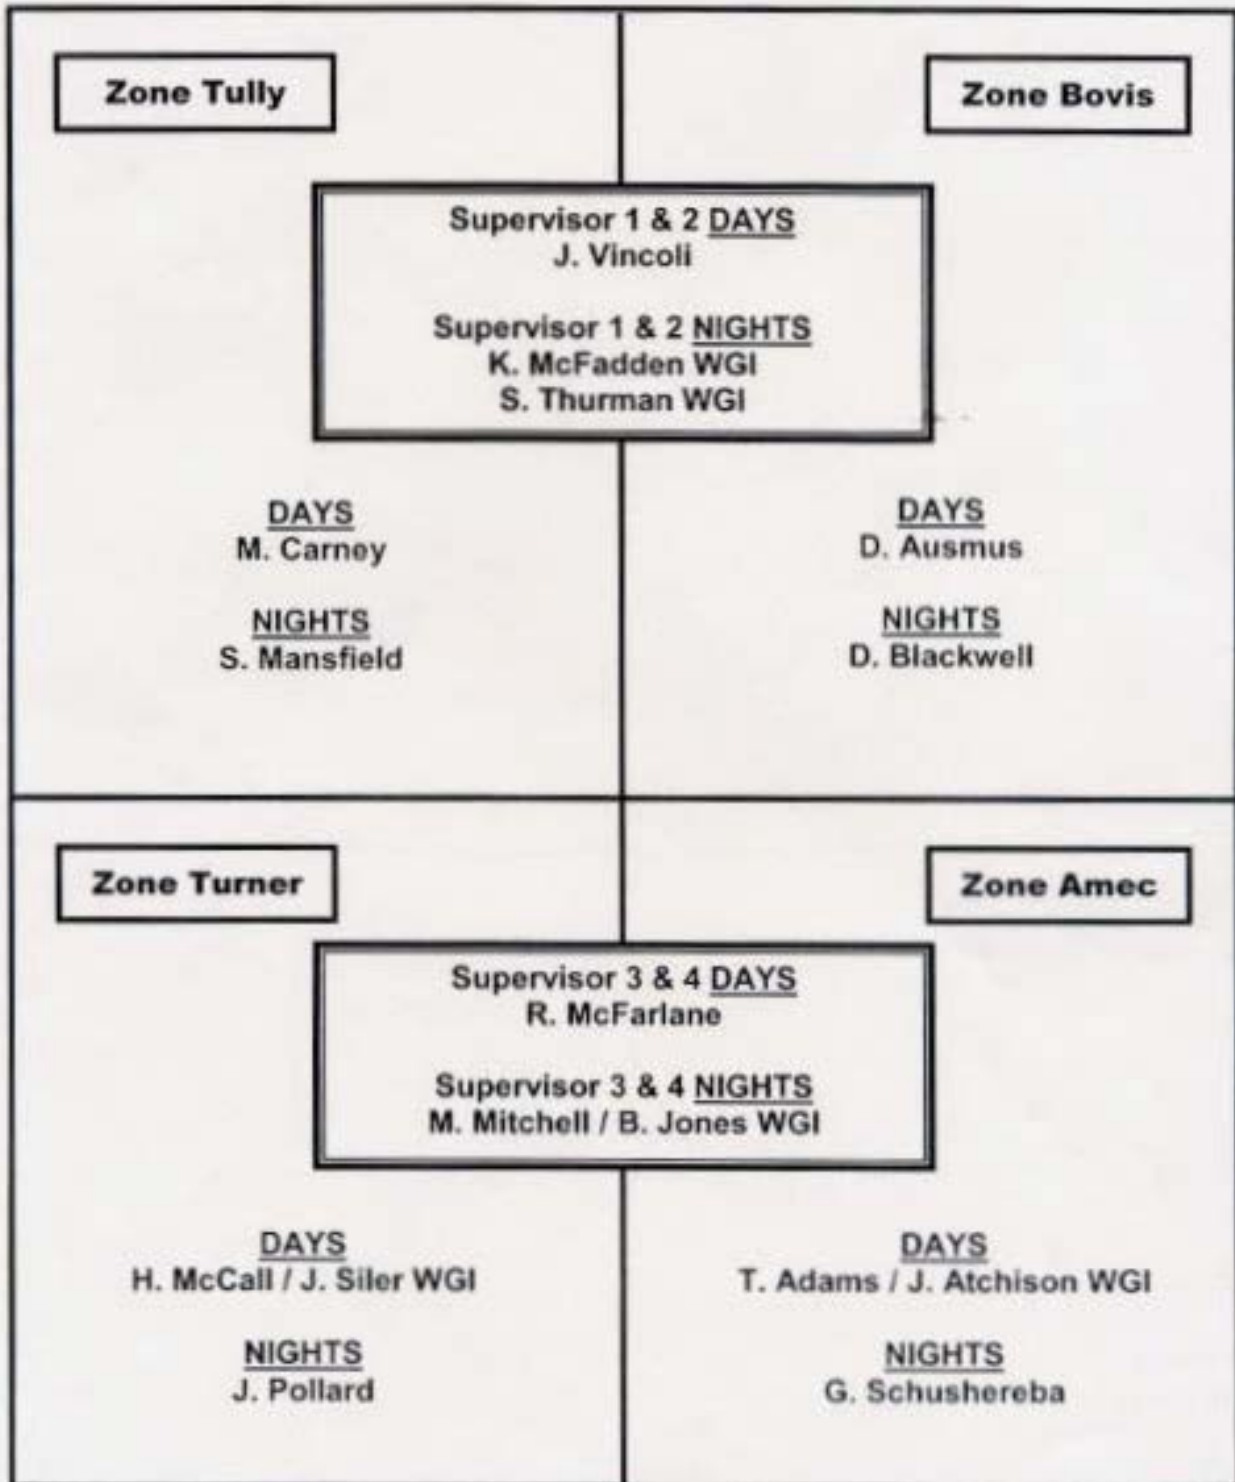 Zone Tully
Zone Bovis
Supervisor 1 & 2 DAYS
J. Vincoli
Supervisor 1 & 2 NIGHTS
K. McFadden WGI
S. Thurman WGI
DAYS
M. Carney
NIGHTS
S. Mansfield
DAYS
D. Ausmus
NIGHTS
D. Blackwell
Zone Turner
Zone Amec
Supervisor 3 & 4 DAYS
R. McFarlane
Supervisor 3 & 4 NIGHTS
M. Mitchell / B. Jones WGI
DAYS
H. McCall / J. Siler WGI
NIGHTS
J. Pollard
DAYS
T. Adams / J. Atchison WGI
NIGHTS
G. Schushereba